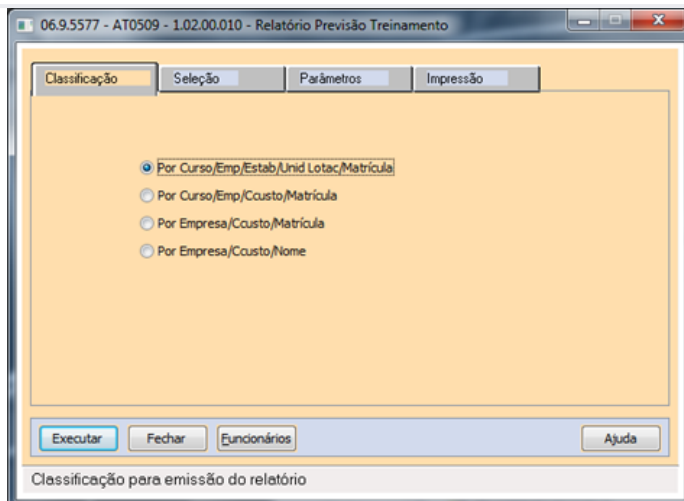 06.9.5577 - AT0509 - 1.02.00.010 - Relatório Previsão Treinamento
Classificação Seleção Parâmetros Impressão
Por Curso/Emp/Estab/Unid Lotac/Matrícula
Por Curso/Emp/Ccusto/Matrícula
Por Empresa/Ccusto/Matrícula
Por Empresa/Ccusto/Nome
Executar Fechar Funcionários Ajuda
Classificação para emissão do relatório